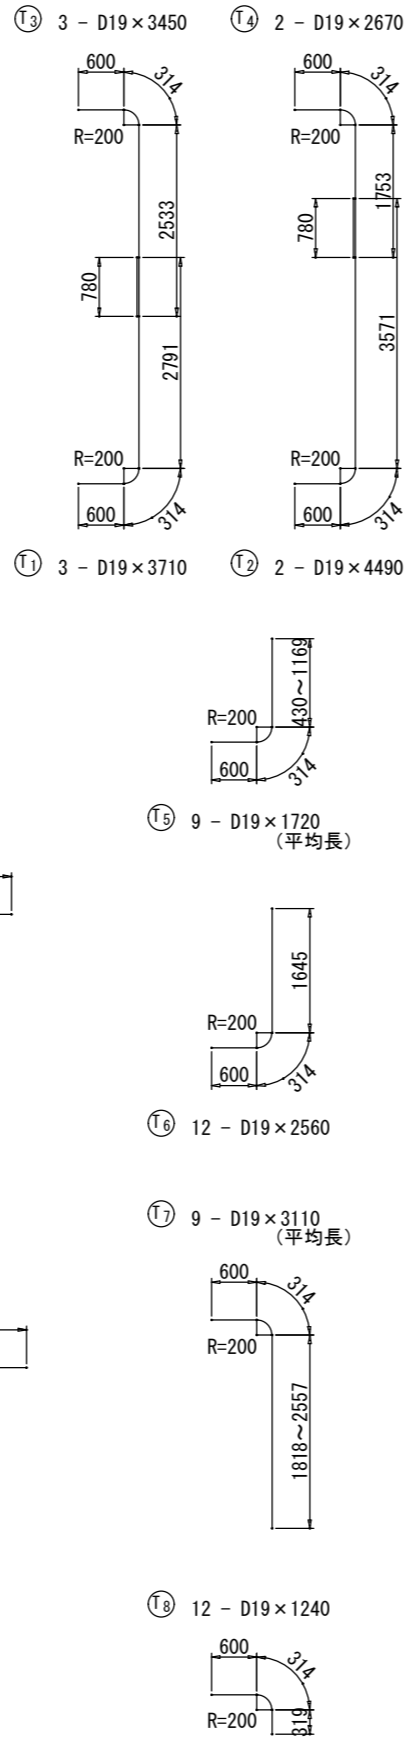 T3 3 - D19×3450 T4 2 - D19×2670
600 314 600 314
R=200 R=200
2533 1753
780 780
2791 3571
R=200 R=200
600 314 600 314
T1 3 - D19×3710 T2 2 - D19×4490
430～1169
R=200
600 314
T5 9 - D19×1720
(平均長)
1645
R=200
600 314
T6 12 - D19×2560
T7 9 - D19×3110
(平均長)
600 314
R=200
1818～2557
T8 12 - D19×1240
600 314
R=200 319